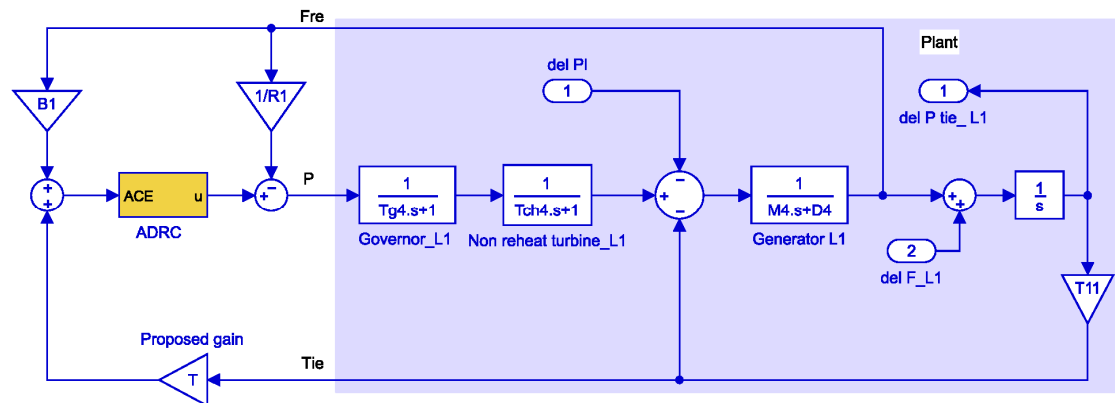 Fre
Plant
del Pl
1
1
del P tie_ L1
B1
1/R1
+
+
ACE u
ADRC
+ −
P
1
Tg4.s+1
Governor_L1
1
Tch4.s+1
Non reheat turbine_L1
−
+
−
1
M4.s+D4
Generator L1
+
+
1
s
2
del F_L1
T11
Proposed gain
T
Tie